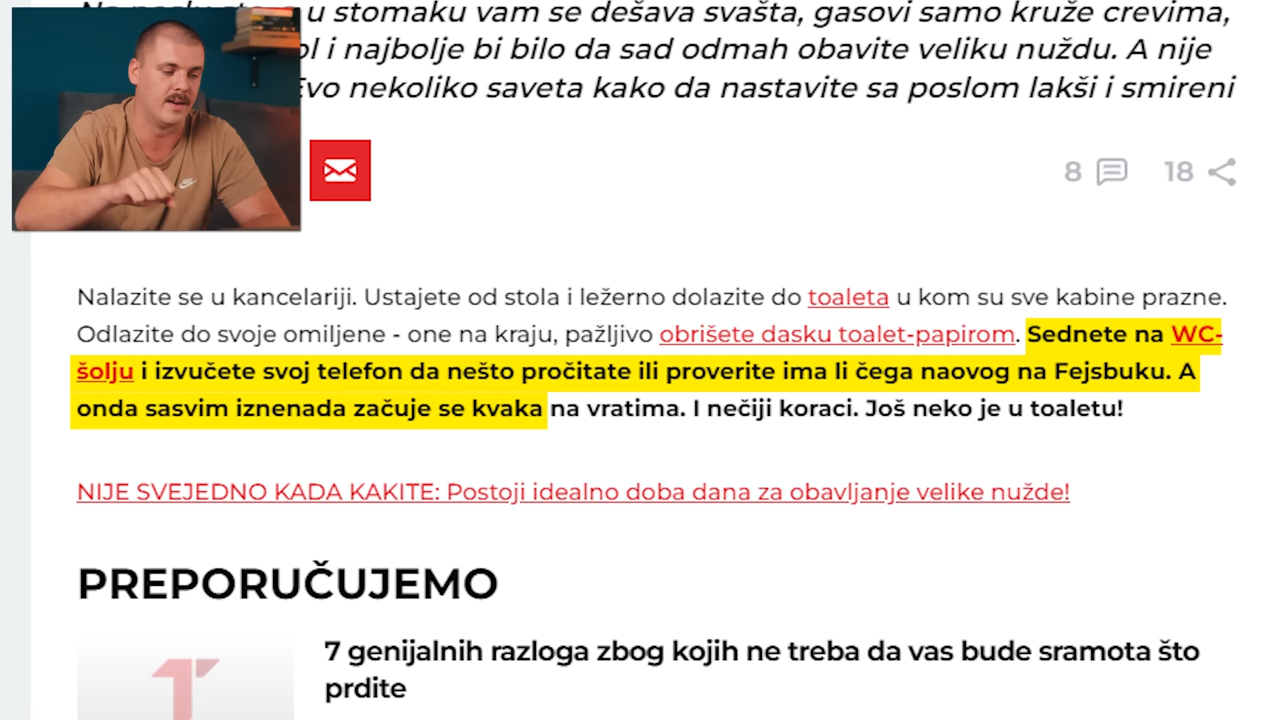 Na poslu ste, a u stomaku vam se dešava svašta, gasovi samo kruže crevima,
ol i najbolje bi bilo da sad odmah obavite veliku nuždu. A nije
Evo nekoliko saveta kako da nastavite sa poslom lakši i smireni
8 18
Nalazite se u kancelariji. Ustajete od stola i ležerno dolazite do toaleta u kom su sve kabine prazne.
Odlazite do svoje omiljene - one na kraju, pažljivo obrišete dasku toalet-papirom. Sednete na WC-
šolju i izvučete svoj telefon da nešto pročitate ili proverite ima li čega naovog na Fejsbuku. A
onda sasvim iznenada začuje se kvaka na vratima. I nečiji koraci. Još neko je u toaletu!
NIJE SVEJEDNO KADA KAKITE: Postoji idealno doba dana za obavljanje velike nužde!
PREPORUČUJEMO
7 genijalnih razloga zbog kojih ne treba da vas bude sramota što
prdite